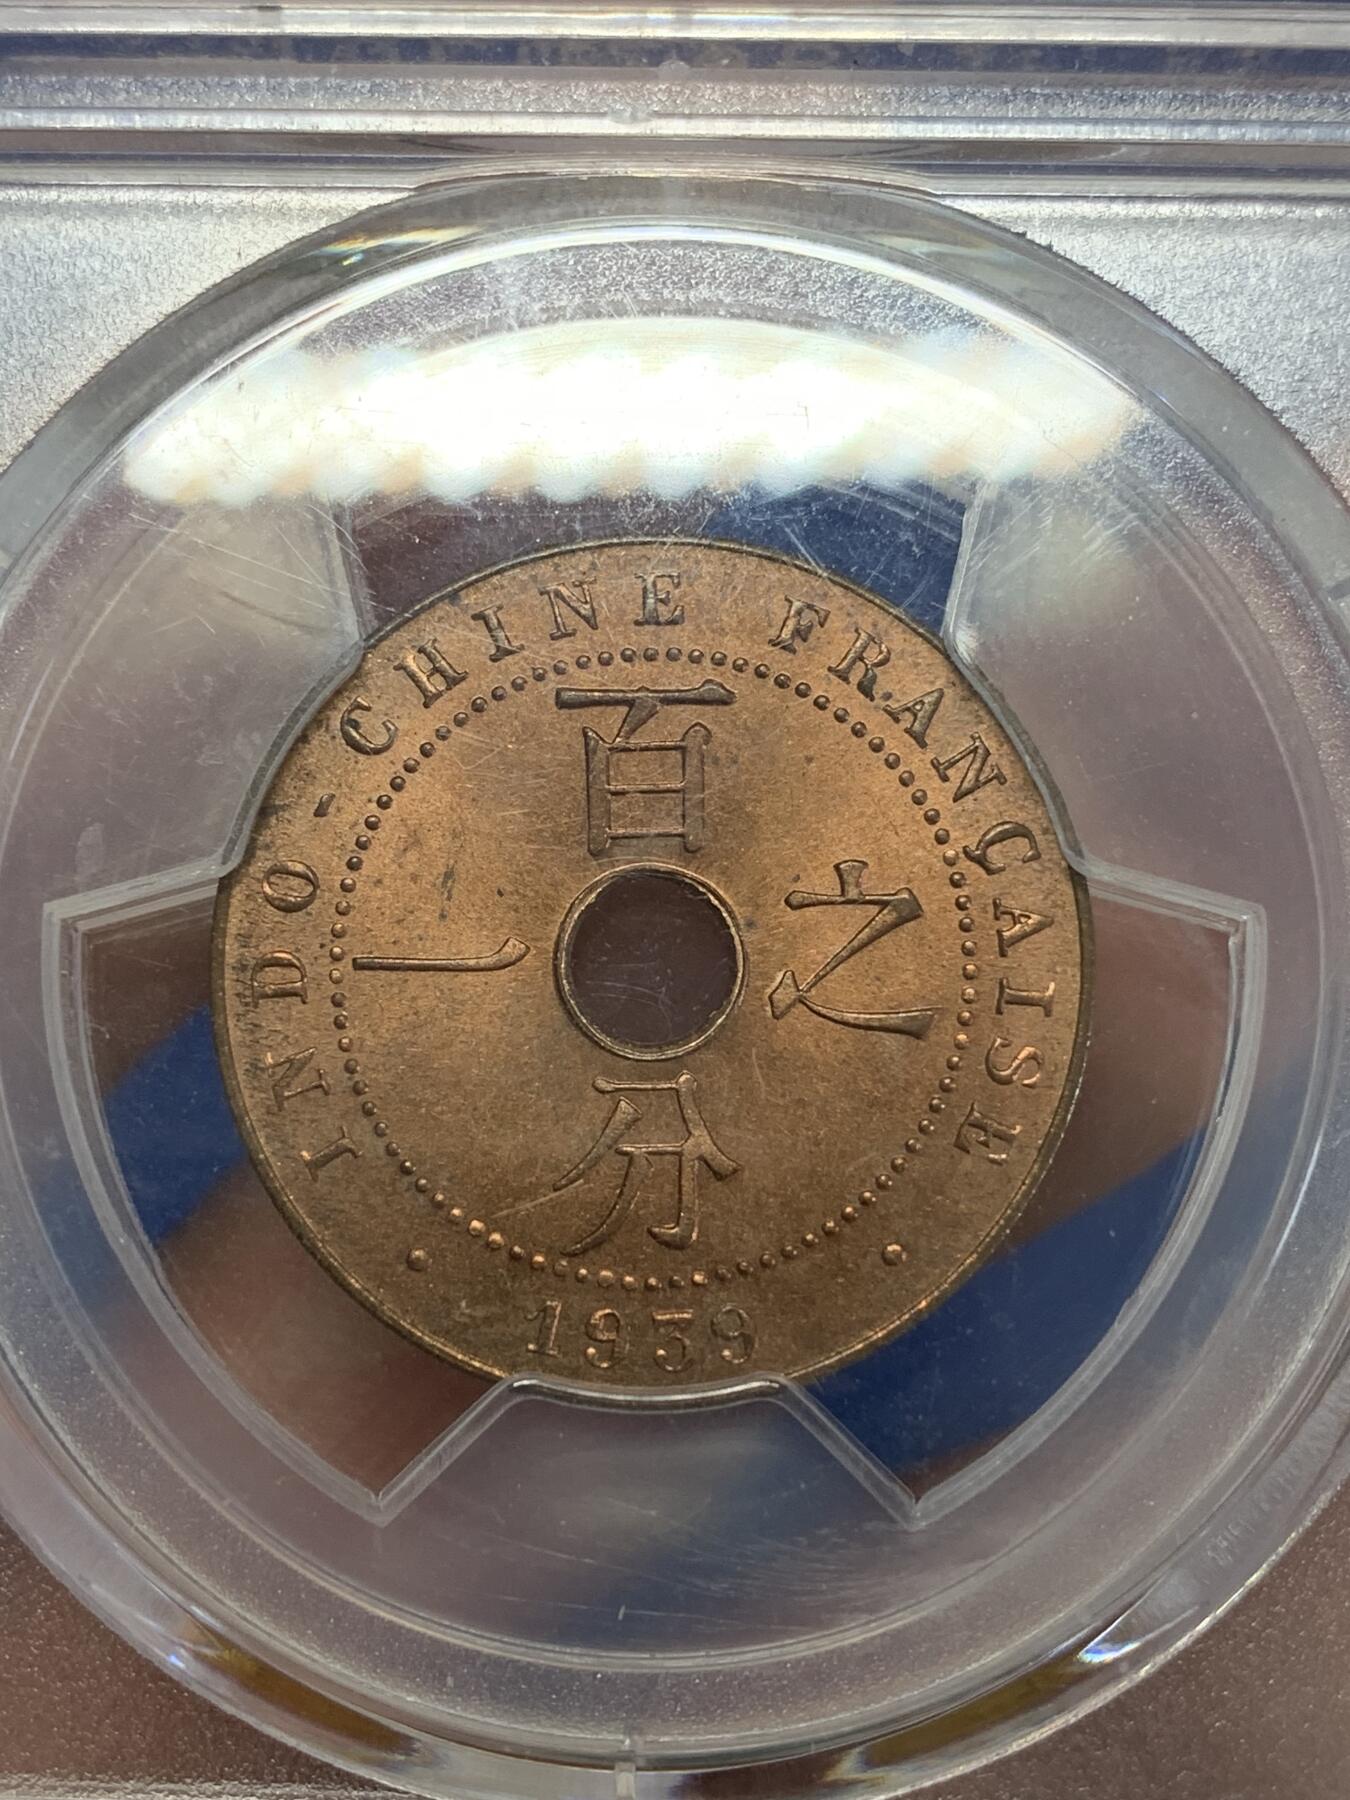 INDO-CHINE FRANÇAISE
百
之
分
一
1939